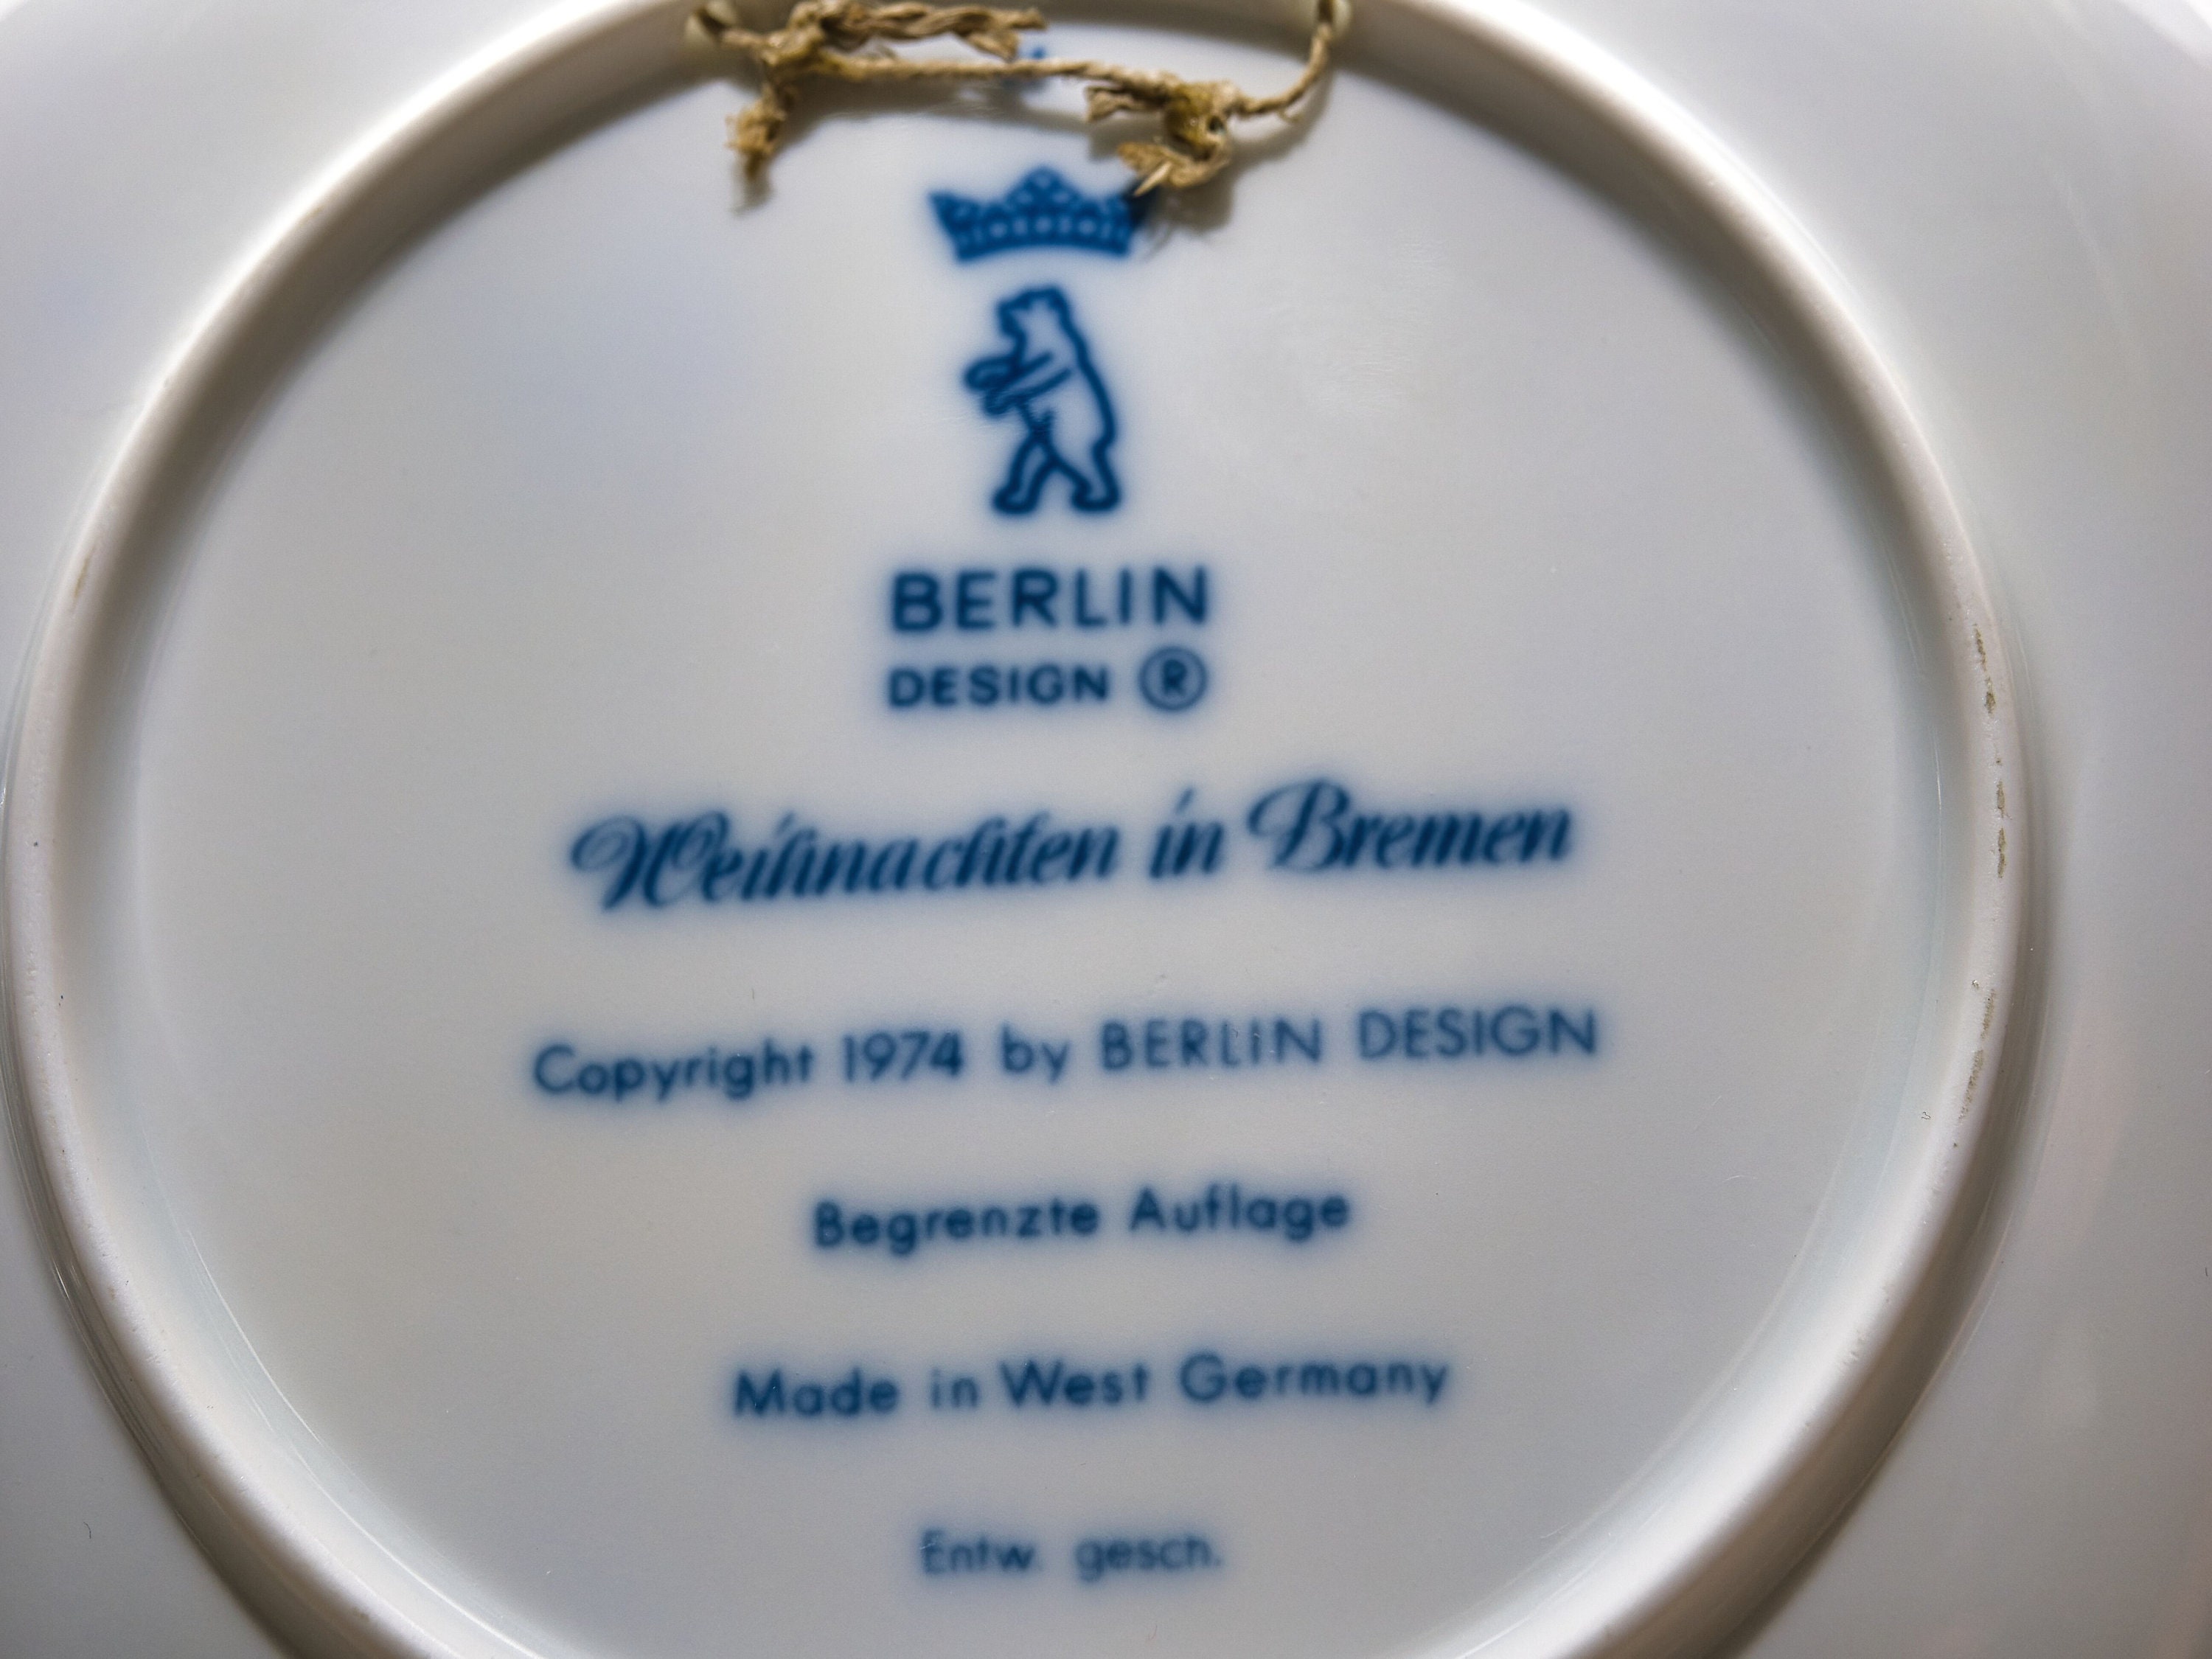 BERLIN
DESIGN ®
Weihnachten in Bremen
Copyright 1974 by BERLIN DESIGN
Begrenzte Auflage
Made in West Germany
Entw. gesch.